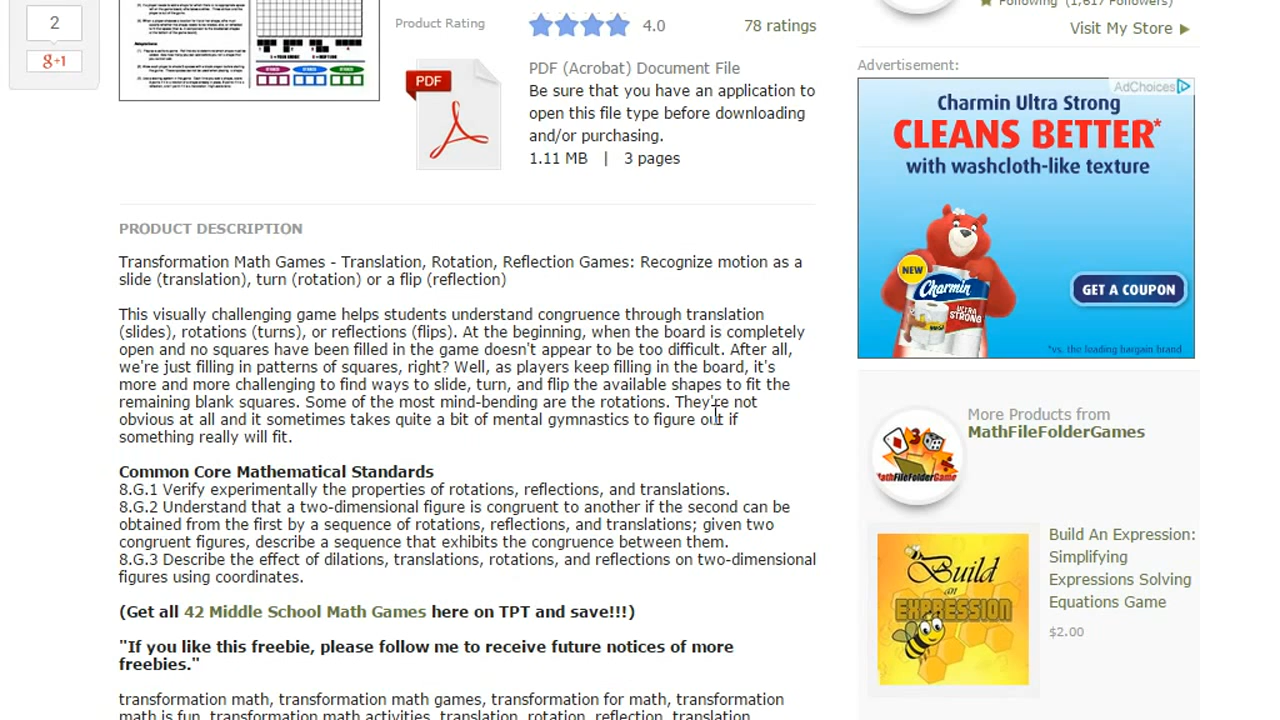 2
g+1
Product Rating
4.0
78 ratings
Following (1,617 Followers)
Visit My Store
PDF
PDF (Acrobat) Document File
Be sure that you have an application to
open this file type before downloading
and/or purchasing.
1.11 MB | 3 pages
PRODUCT DESCRIPTION
Transformation Math Games - Translation, Rotation, Reflection Games: Recognize motion as a
slide (translation), turn (rotation) or a flip (reflection)
This visually challenging game helps students understand congruence through translation
(slides), rotations (turns), or reflections (flips). At the beginning, when the board is completely
open and no squares have been filled in the game doesn't appear to be too difficult. After all,
we're just filling in patterns of squares, right? Well, as players keep filling in the board, it's
more and more challenging to find ways to slide, turn, and flip the available shapes to fit the
remaining blank squares. Some of the most mind-bending are the rotations. They're not
obvious at all and it sometimes takes quite a bit of mental gymnastics to figure out if
something really will fit.
Common Core Mathematical Standards
8.G.1 Verify experimentally the properties of rotations, reflections, and translations.
8.G.2 Understand that a two-dimensional figure is congruent to another if the second can be
obtained from the first by a sequence of rotations, reflections, and translations; given two
congruent figures, describe a sequence that exhibits the congruence between them.
8.G.3 Describe the effect of dilations, translations, rotations, and reflections on two-dimensional
figures using coordinates.
(Get all 42 Middle School Math Games here on TPT and save!!!)
"If you like this freebie, please follow me to receive future notices of more
freebies."
transformation math, transformation math games, transformation for math, transformation
math is fun, transformation math activities, translation, rotation, reflection, translation
Advertisement:
AdChoices
Charmin Ultra Strong
CLEANS BETTER*
with washcloth-like texture
NEW
Charmin
ULTRA
STRONG
GET A COUPON
*vs. the leading bargain brand
More Products from
MathFileFolderGames
MathFileFolderGame
Build
an
EXPRESSION
Build An Expression:
Simplifying
Expressions Solving
Equations Game
$2.00